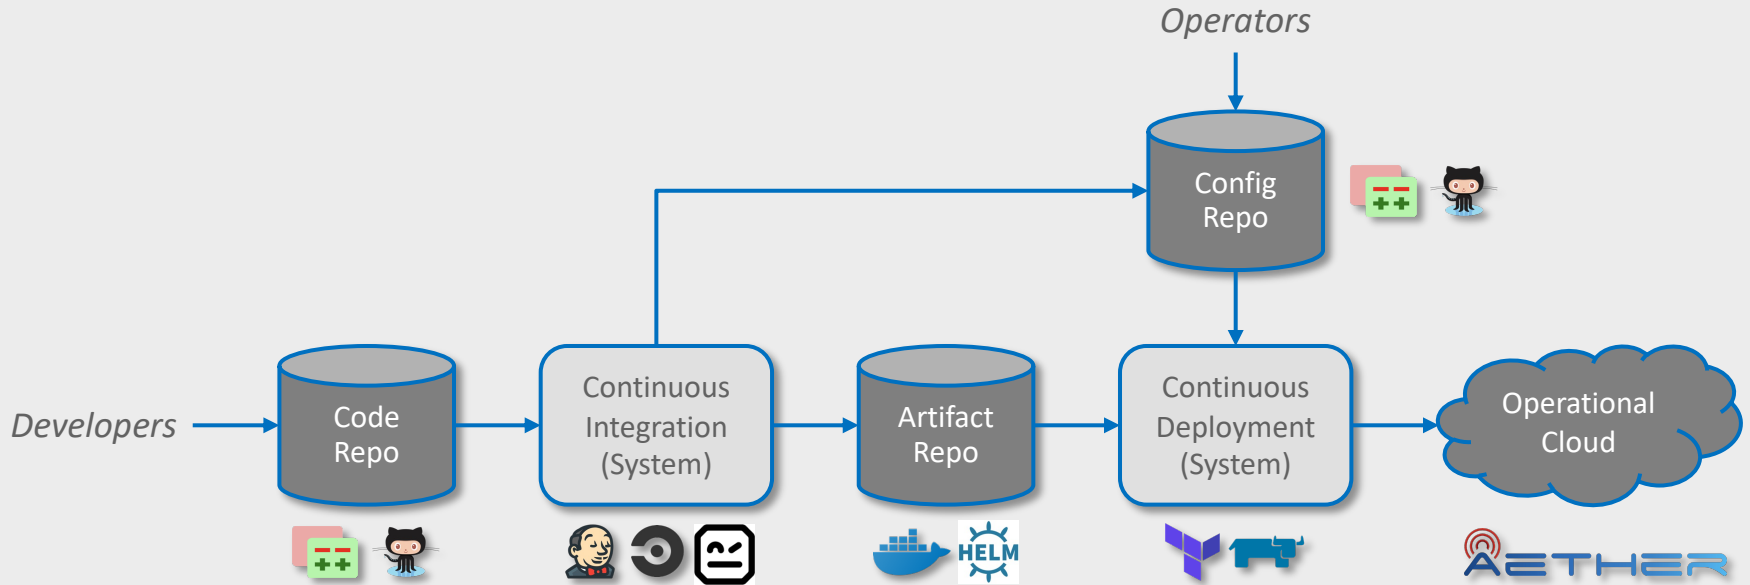 Operators
Config
Repo
Developers
Code
Repo
Continuous
Integration
(System)
Artifact
Repo
Continuous
Deployment
(System)
Operational
Cloud
HELM
AETHER